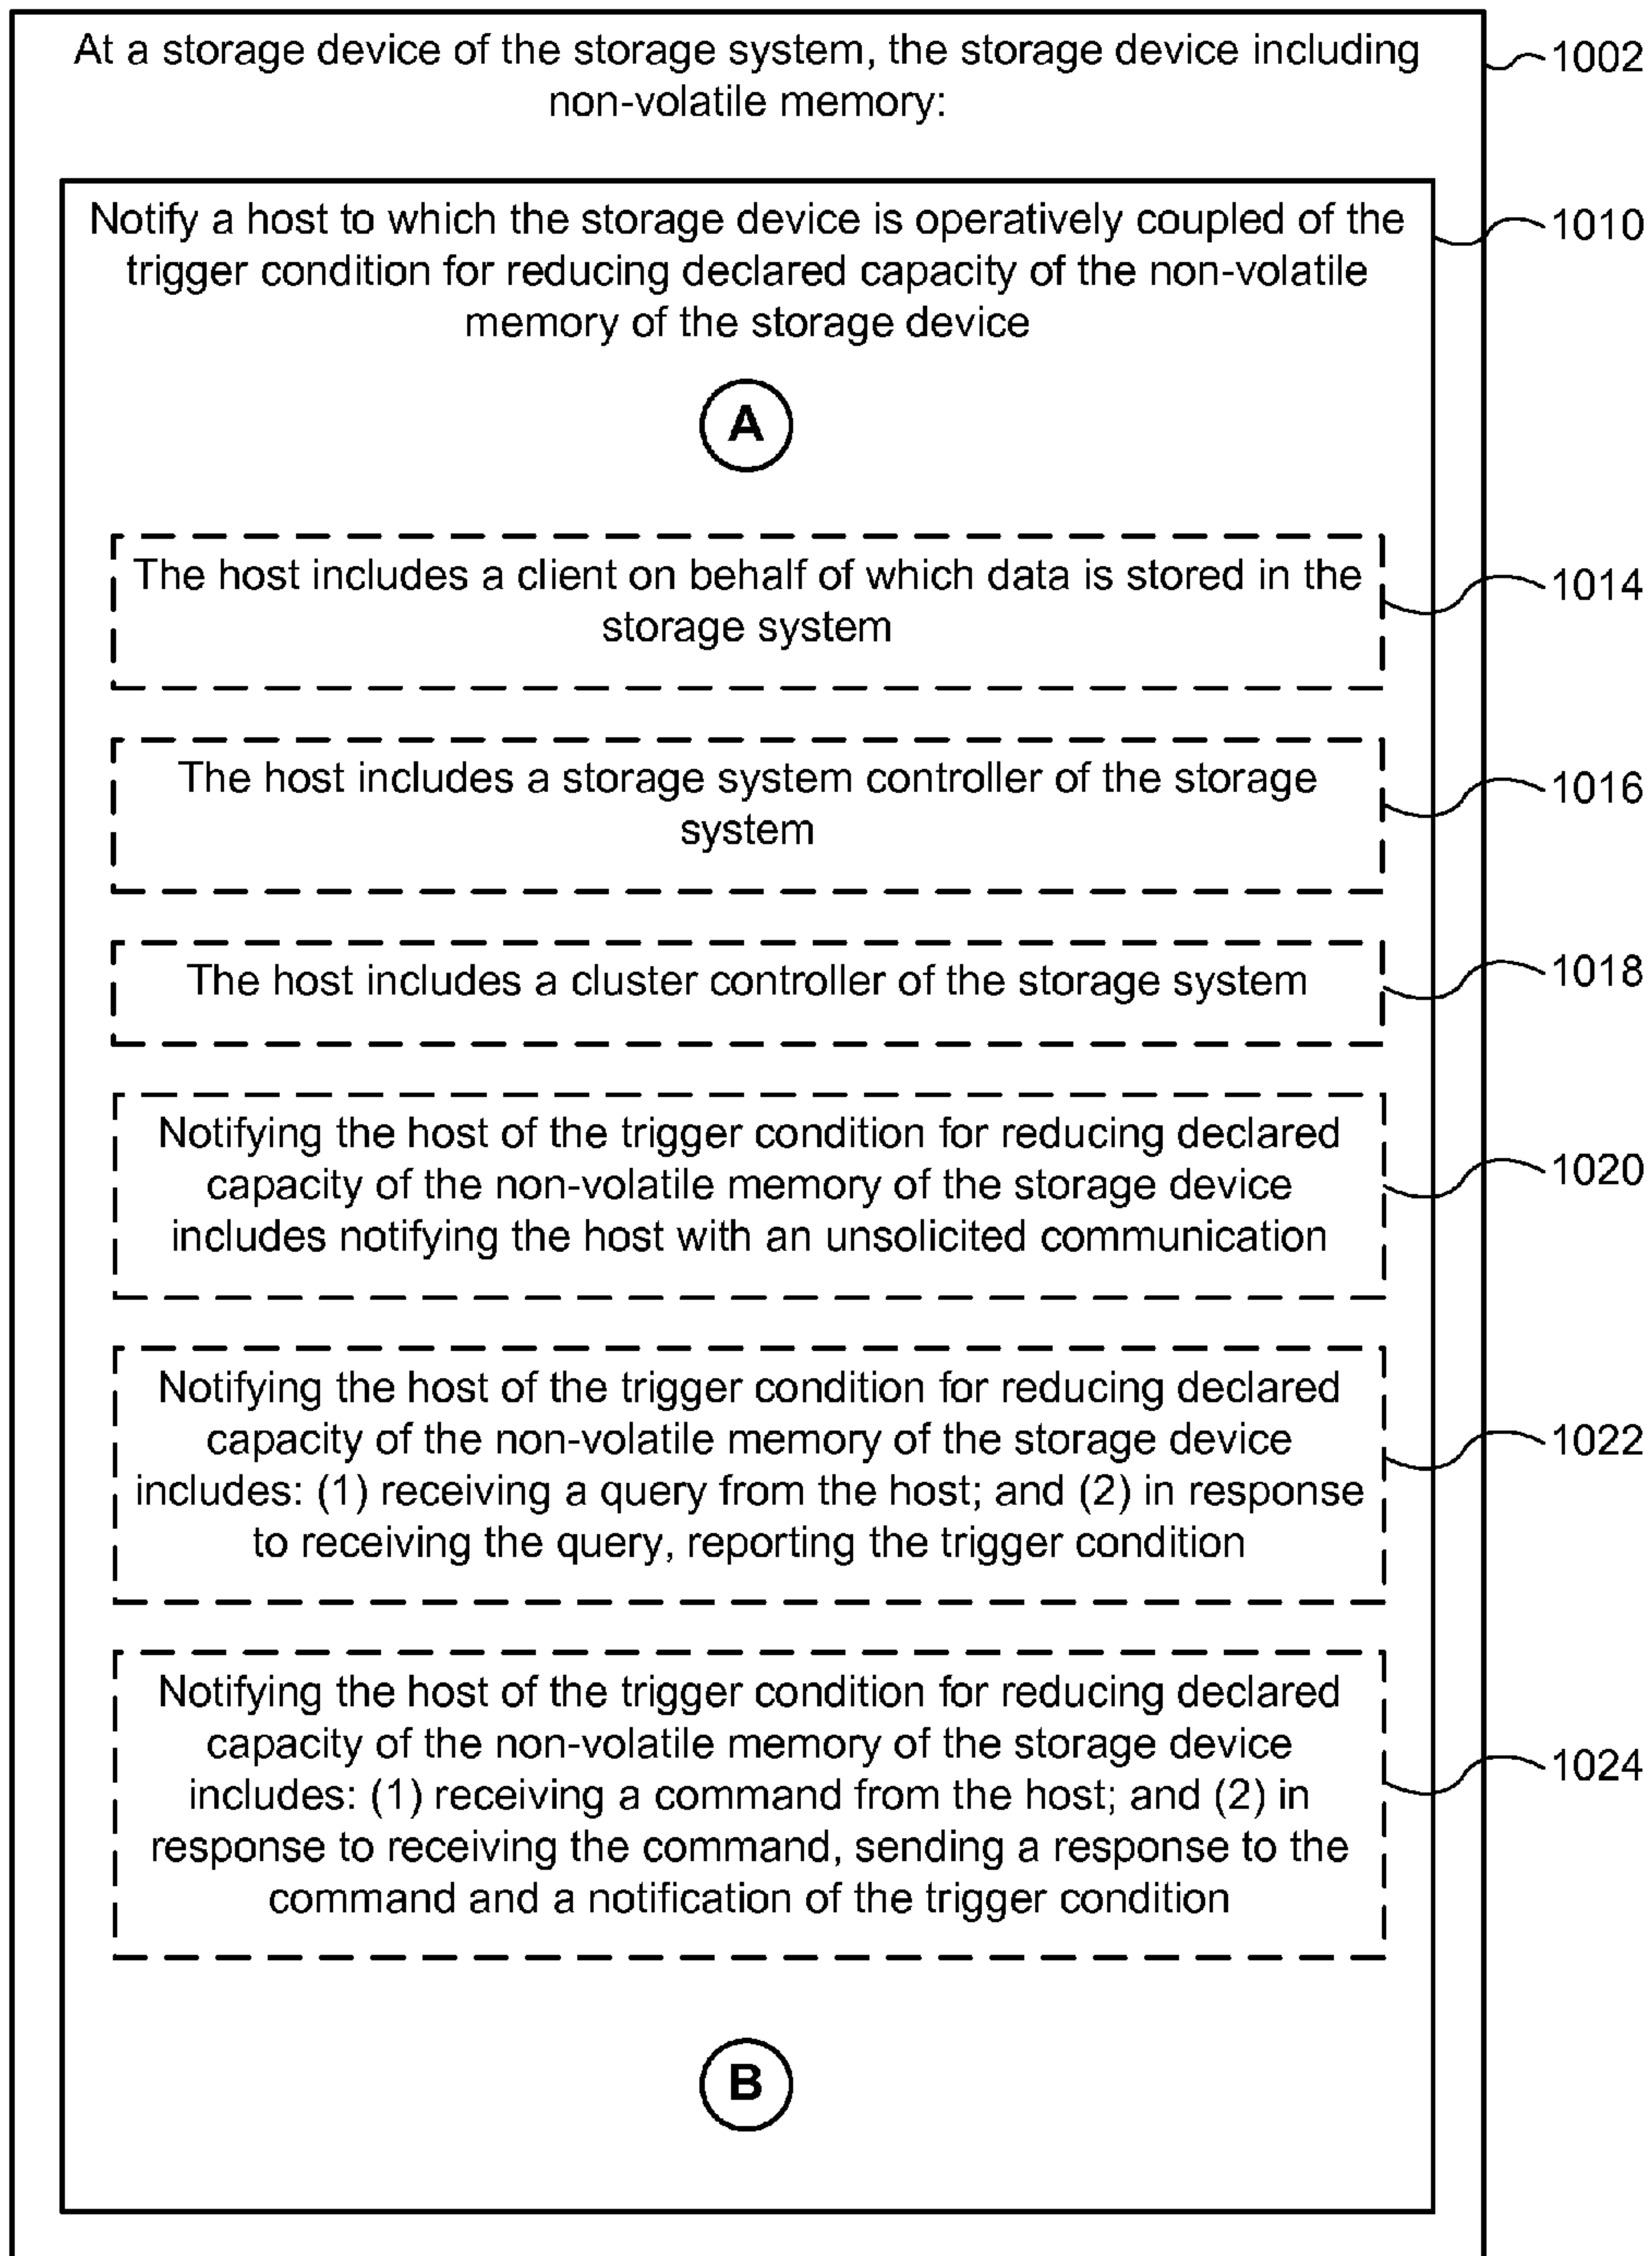 At a storage device of the storage system, the storage device including
non-volatile memory:
1002
Notify a host to which the storage device is operatively coupled of the
trigger condition for reducing declared capacity of the non-volatile
memory of the storage device
1010
A
The host includes a client on behalf of which data is stored in the
storage system
1014
The host includes a storage system controller of the storage
system
1016
The host includes a cluster controller of the storage system
1018
Notifying the host of the trigger condition for reducing declared
capacity of the non-volatile memory of the storage device
includes notifying the host with an unsolicited communication
1020
Notifying the host of the trigger condition for reducing declared
capacity of the non-volatile memory of the storage device
includes: (1) receiving a query from the host; and (2) in response
to receiving the query, reporting the trigger condition
1022
Notifying the host of the trigger condition for reducing declared
capacity of the non-volatile memory of the storage device
includes: (1) receiving a command from the host; and (2) in
response to receiving the command, sending a response to the
command and a notification of the trigger condition
1024
B